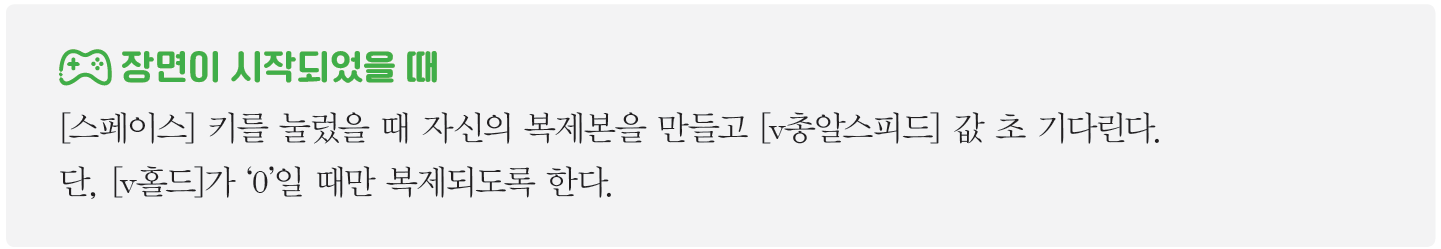 장면이 시작되었을 때
[스페이스] 키를 눌렀을 때 자신의 복제본을 만들고 [v총알스피드] 값 초 기다린다.
단, [v홀드]가 ‘0’일 때만 복제되도록 한다.